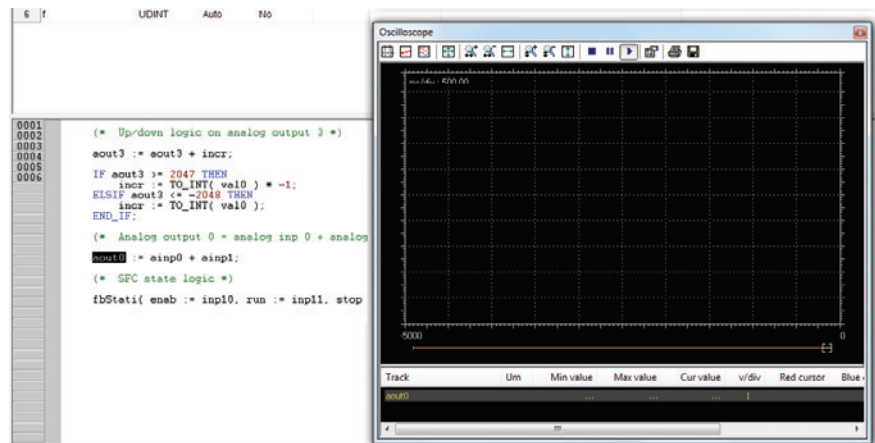 6 f UDINT Auto No
Oscilloscope
0001
0002
0003
0004
0005
0006
(* Up/down logic on analog output 3 *)
aout3 := aout3 + incr;
IF aout3 >= 2047 THEN
incr := TO_INT( val0 ) * -1;
ELSIF aout3 <= -2048 THEN
incr := TO_INT( val0 );
END_IF;
(* Analog output 0 = analog inp 0 + analog
aout0 := ainp0 + ainp1;
(* SFC state logic *)
fbStati( enab := inp10, run := inp11, stop
500.00
-5000 0
Track Um Min value Max value Cur value v/div Red cursor Blue
aout0 ... ... ... 1